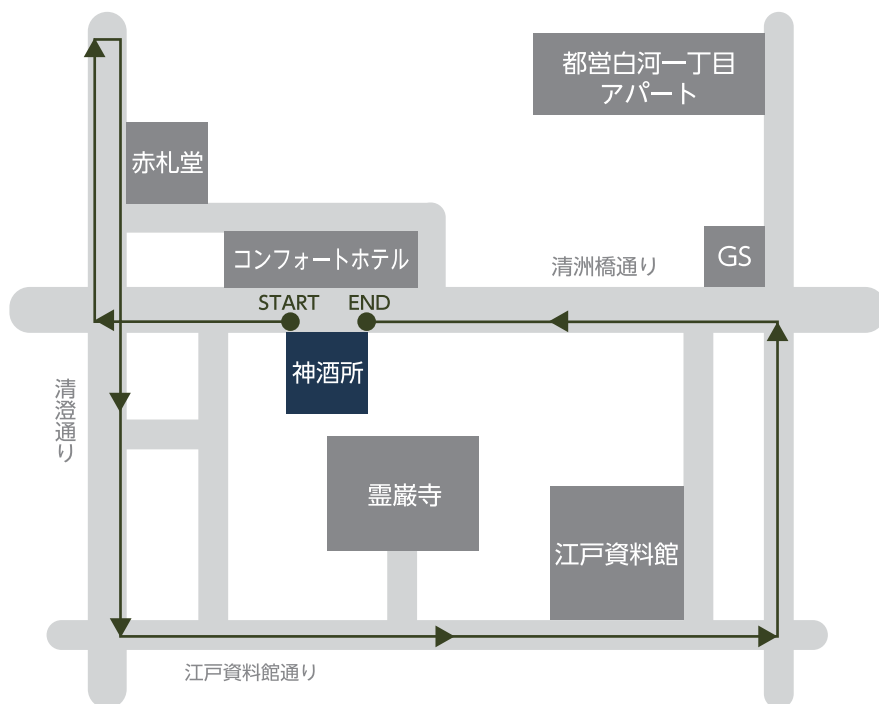 都営白河一丁目
アパート
赤札堂
コンフォートホテル
清洲橋通り
GS
START
END
神酒所
清澄通り
霊巌寺
江戸資料館
江戸資料館通り